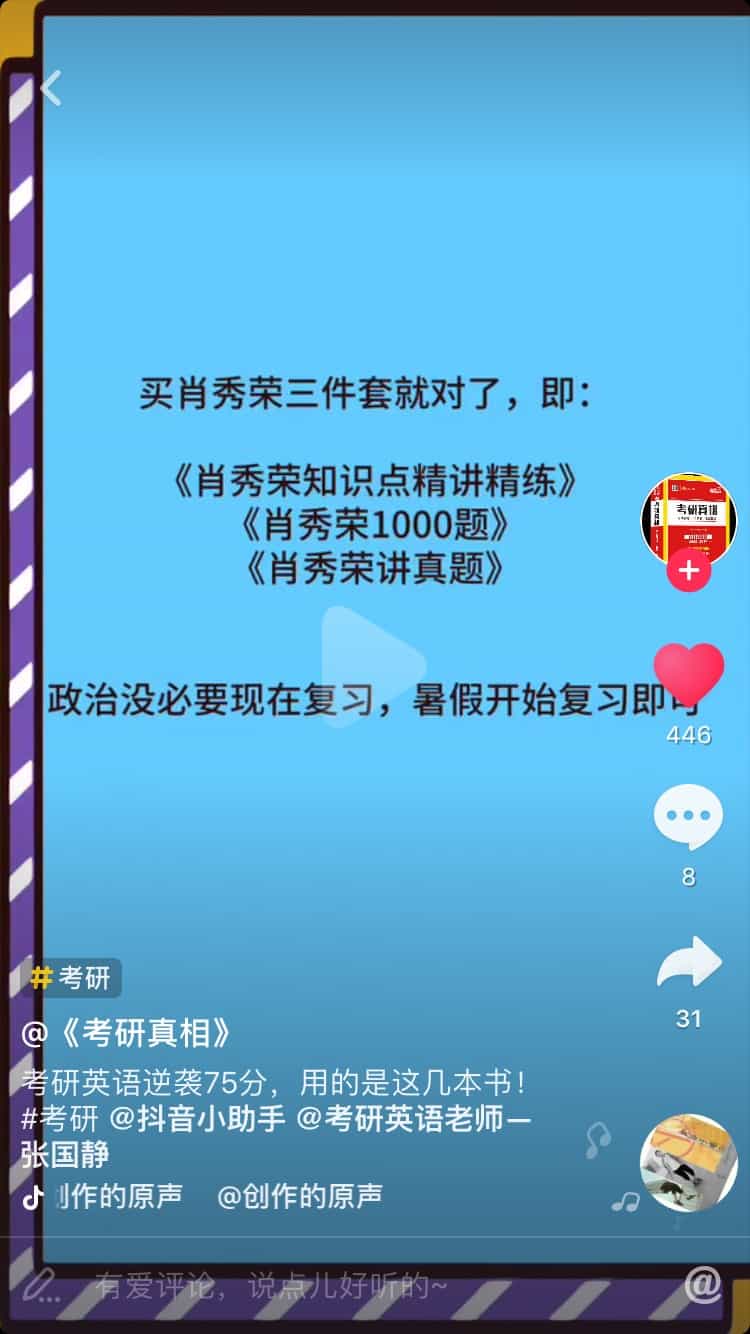 买肖秀荣三件套就对了，即：
《肖秀荣知识点精讲精练》
《肖秀荣1000题》
《肖秀荣讲真题》
政治没必要现在复习，暑假开始复习即可
考研真相
446
8
31
#考研
@《考研真相》
考研英语逆袭75分，用的是这几本书！
#考研 @抖音小助手 @考研英语老师—
张国静
创作的原声 @创作的原声
有爱评论，说点儿好听的~
@